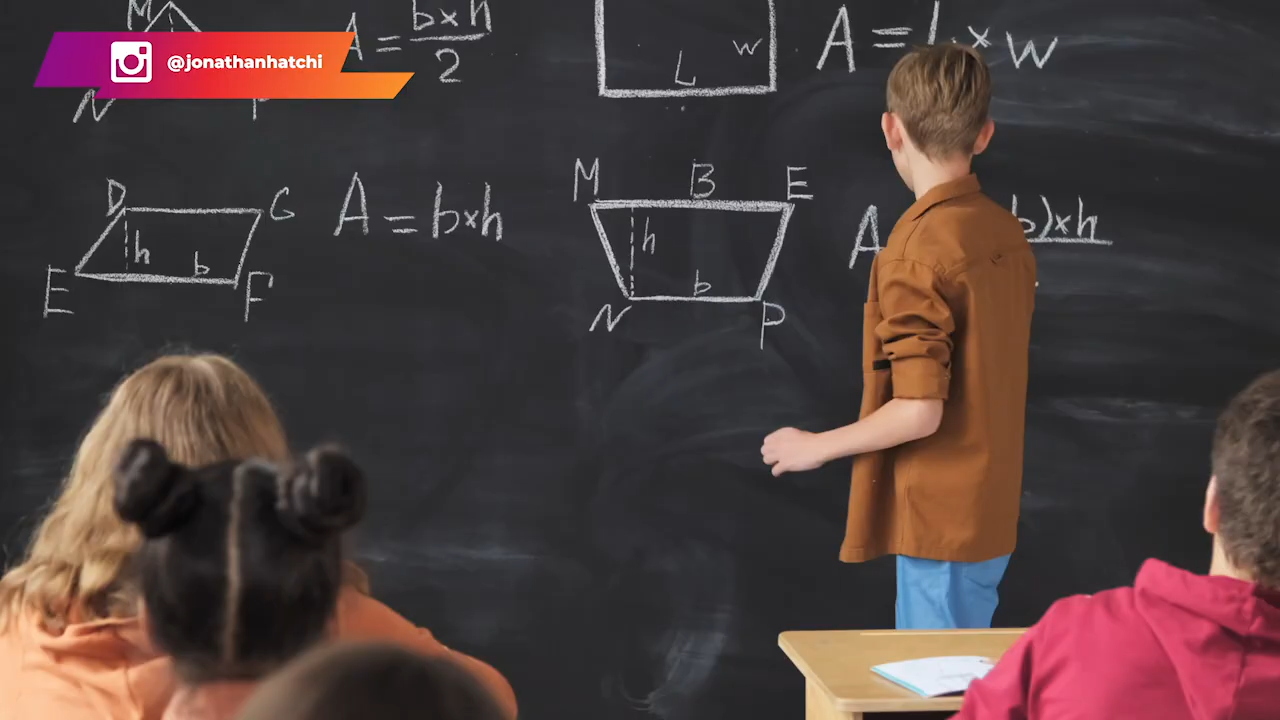 @jonathanhatchi
M
A = b×h
2
N
L
w
A = L × w
D
G
h
b
E
F
A = b×h
M
B
E
h
b
N
P
A
b)×h